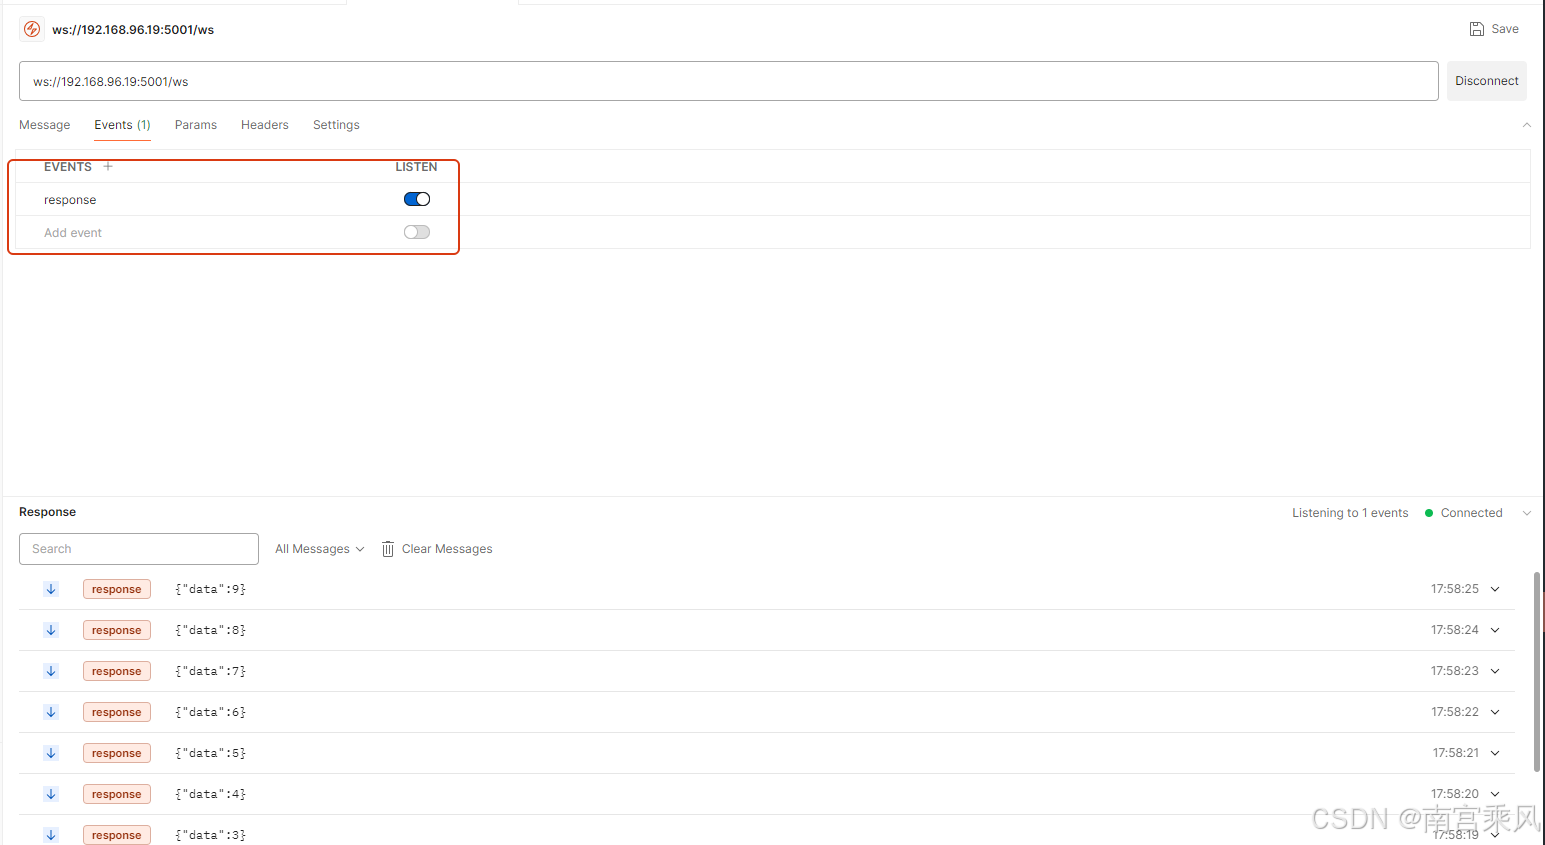 ws://192.168.96.19:5001/ws
Save
ws://192.168.96.19:5001/ws
Disconnect
Message Events (1) Params Headers Settings
EVENTS + LISTEN
response
Add event
Response
Listening to 1 events Connected
Search All Messages Clear Messages
response {"data":9} 17:58:25
response {"data":8} 17:58:24
response {"data":7} 17:58:23
response {"data":6} 17:58:22
response {"data":5} 17:58:21
response {"data":4} 17:58:20
response {"data":3} 17:58:19
CSDN @南宫乘风